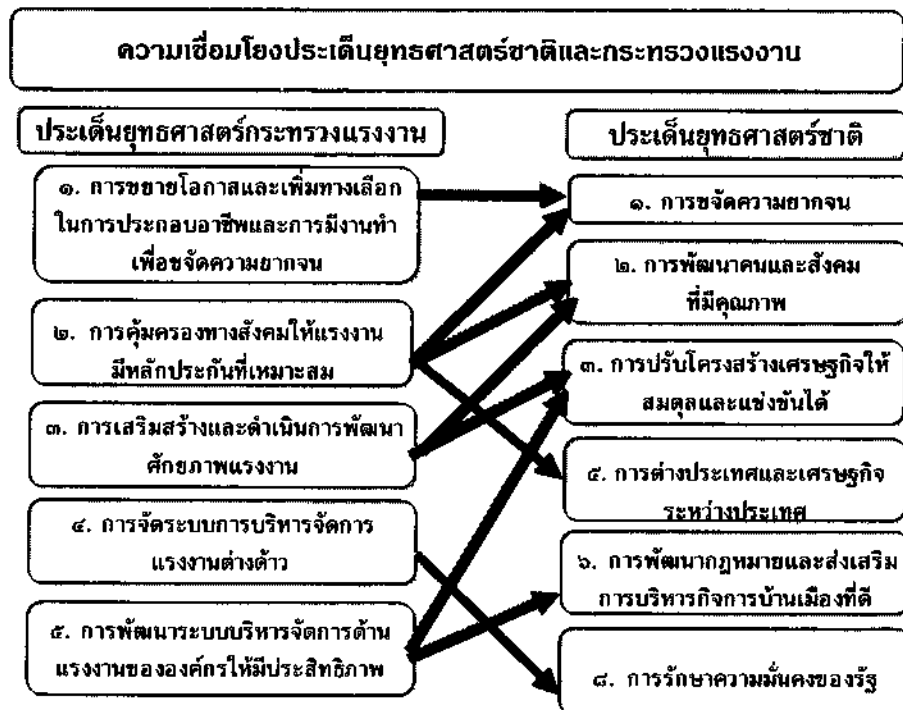 ความเชื่อมโยงประเด็นยุทธศาสตร์ชาติและกระทรวงแรงงาน
ประเด็นยุทธศาสตร์กระทรวงแรงงาน
๑. การขยายโอกาสและเพิ่มทางเลือก
ในการประกอบอาชีพและการมีงานทำ
เพื่อขจัดความยากจน
๒. การคุ้มครองทางสังคมให้แรงงาน
มีหลักประกันที่เหมาะสม
๓. การเสริมสร้างและดำเนินการพัฒนา
ศักยภาพแรงงาน
๔. การจัดระบบการบริหารจัดการ
แรงงานต่างด้าว
๕. การพัฒนาระบบบริหารจัดการด้าน
แรงงานขององค์กรให้มีประสิทธิภาพ
ประเด็นยุทธศาสตร์ชาติ
๑. การขจัดความยากจน
๒. การพัฒนาคนและสังคม
ที่มีคุณภาพ
๓. การปรับโครงสร้างเศรษฐกิจให้
สมดุลและแข่งขันได้
๕. การต่างประเทศและเศรษฐกิจ
ระหว่างประเทศ
๖. การพัฒนากฎหมายและส่งเสริม
การบริหารกิจการบ้านเมืองที่ดี
๘. การรักษาความมั่นคงของรัฐ